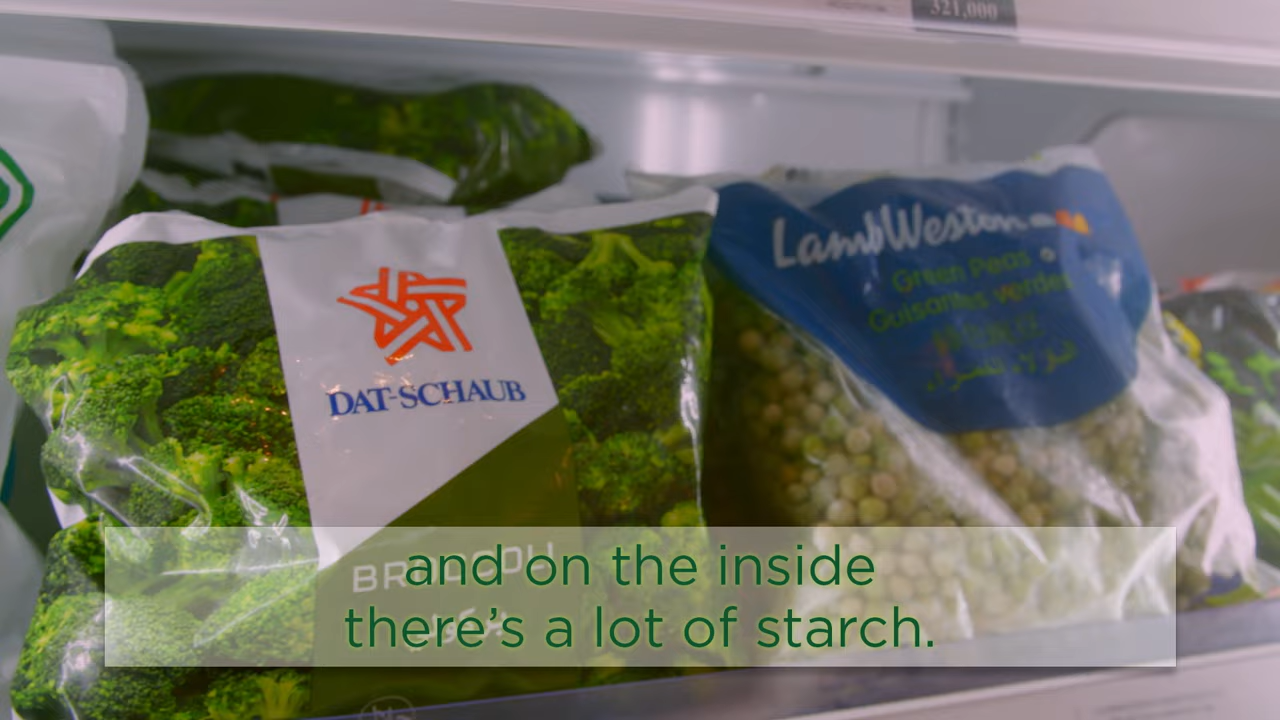 321,000
LambWeston
Green Peas
Guisantes verdes
DAT-SCHAUB
and on the inside
there's a lot of starch.